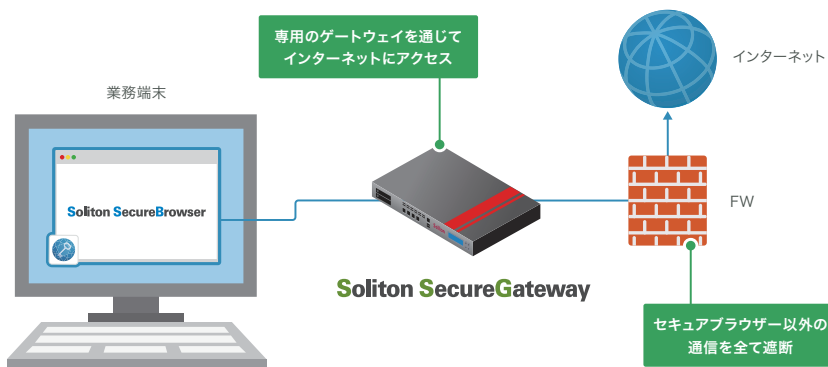 専用のゲートウェイを通じて
インターネットにアクセス
インターネット
業務端末
Soliton SecureBrowser
FW
Soliton SecureGateway
セキュアブラウザー以外の
通信を全て遮断